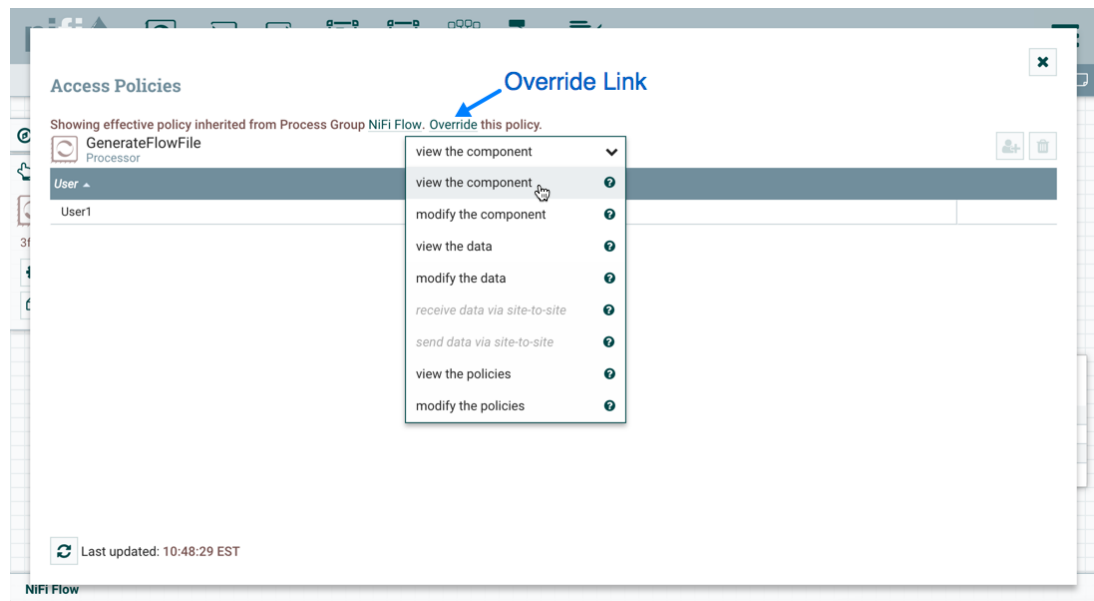 Access Policies
Override Link
Showing effective policy inherited from Process Group NiFi Flow. Override this policy.
GenerateFlowFile
Processor
view the component
User
view the component
User1
modify the component
view the data
modify the data
receive data via site-to-site
send data via site-to-site
view the policies
modify the policies
Last updated: 10:48:29 EST
NiFi Flow